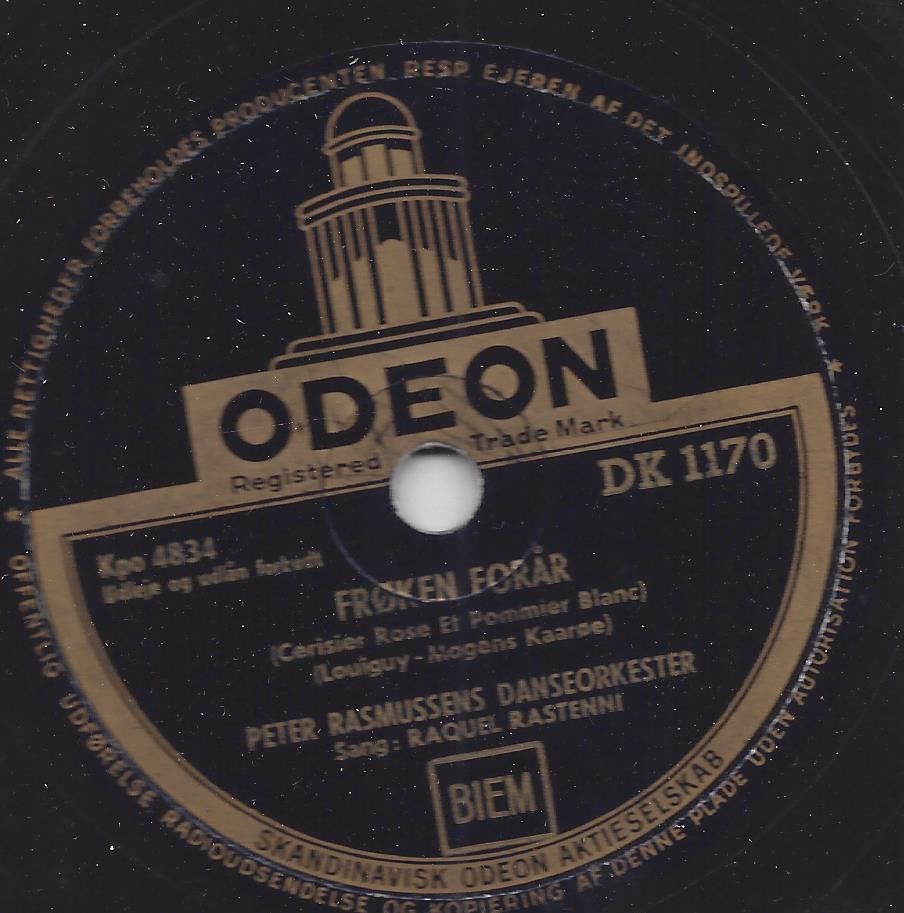 ★ ALLE RETTIGHEDER FORBEHOLDES PRODUCENTEN RESP. EJEREN AF DET INDSPILLEDE VÆRK ★
ODEON
Registered Trade Mark
DK 1170
Kpo 4834
Udleje og udlån forbudt
FRØKEN FORÅR
(Cerisier Rose Et Pommier Blanc)
(Louiguy - Mogens Kaarøe)
PETER RASMUSSENS DANSEORKESTER
Sang: RAQUEL RASTENNI
BIEM
SKANDINAVISK ODEON AKTIESELSKAB
OFFENTLIG UDFØRELSE, RADIOUDSENDELSE OG KOPIERING AF DENNE PLADE UDEN AUTORISATION FORBYDES